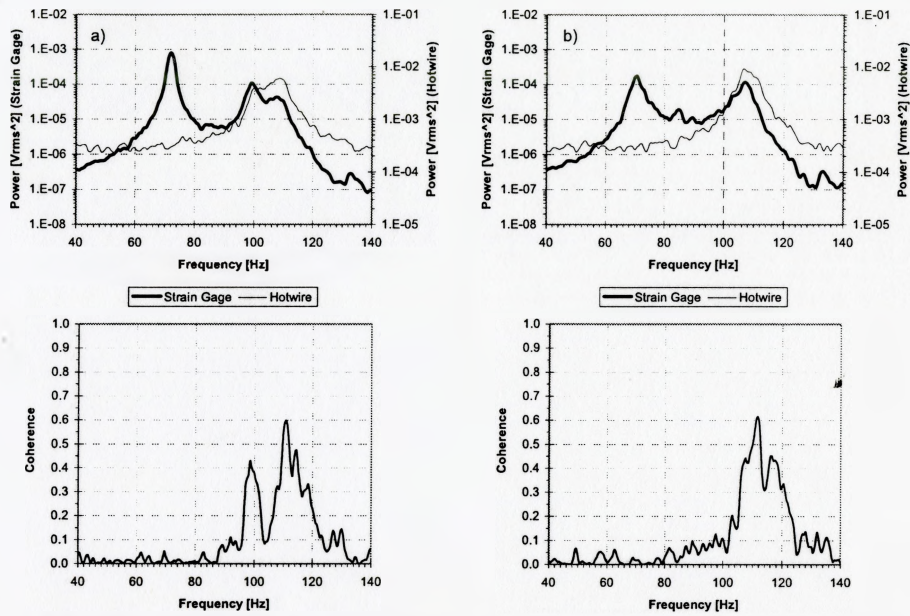 a)
Power [Vrms^2] (Strain Gage)
1.E-02
1.E-03
1.E-04
1.E-05
1.E-06
1.E-07
1.E-08
1.E-01
1.E-02
1.E-03
1.E-04
1.E-05
Power [Vrms^2] (Hotwire)
40 60 80 100 120 140
Frequency [Hz]
Strain Gage Hotwire
b)
Power [Vrms^2] (Strain Gage)
1.E-02
1.E-03
1.E-04
1.E-05
1.E-06
1.E-07
1.E-08
1.E-01
1.E-02
1.E-03
1.E-04
1.E-05
Power [Vrms^2] (Hotwire)
40 60 80 100 120 140
Frequency [Hz]
Strain Gage Hotwire
Coherence
1.0
0.9
0.8
0.7
0.6
0.5
0.4
0.3
0.2
0.1
0.0
40 60 80 100 120 140
Frequency [Hz]
Coherence
1.0
0.9
0.8
0.7
0.6
0.5
0.4
0.3
0.2
0.1
0.0
40 60 80 100 120 140
Frequency [Hz]